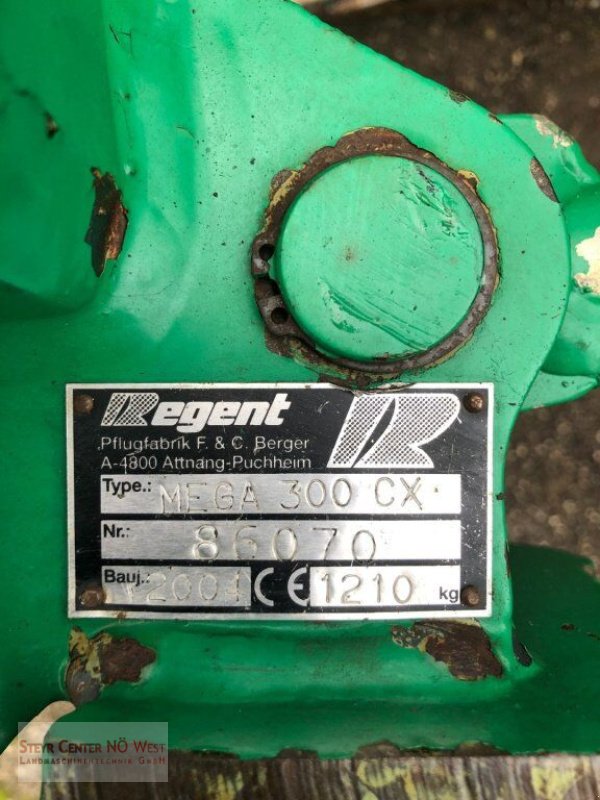 Regent
Pflugfabrik F. & C. Berger
A-4800 Attnang-Puchheim
Type.: MEGA 300 CX
Nr.: 86070
Bauj.: CE 1210 kg
STEYR CENTER NÖ WEST
LANDMASCHINENTECHNIK GMBH